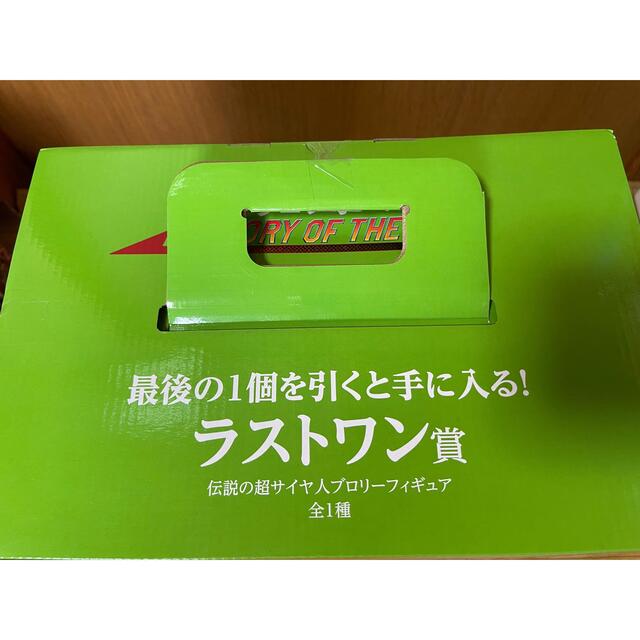 ORY OF THE
最後の1個を引くと手に入る!
ラストワン賞
伝説の超サイヤ人ブロリーフィギュア
全1種